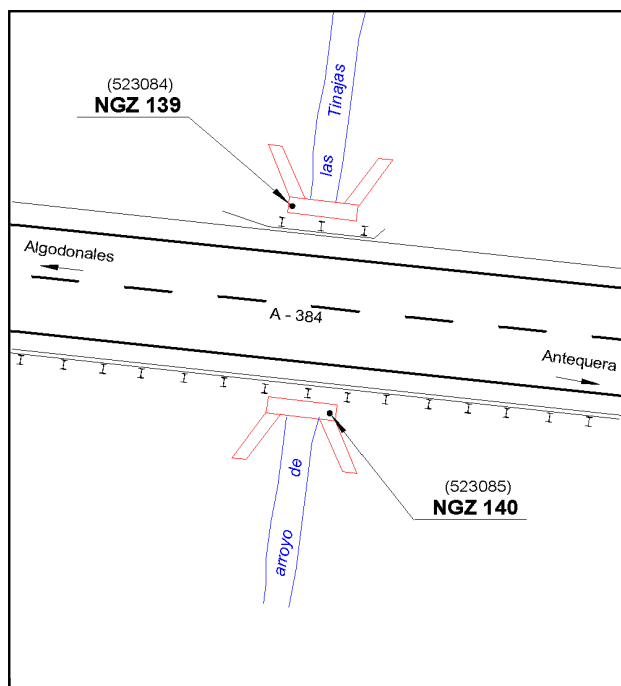 (523084)
NGZ 139
las Tinajas
Algodonales
A - 384
Antequera
(523085)
NGZ 140
arroyo de